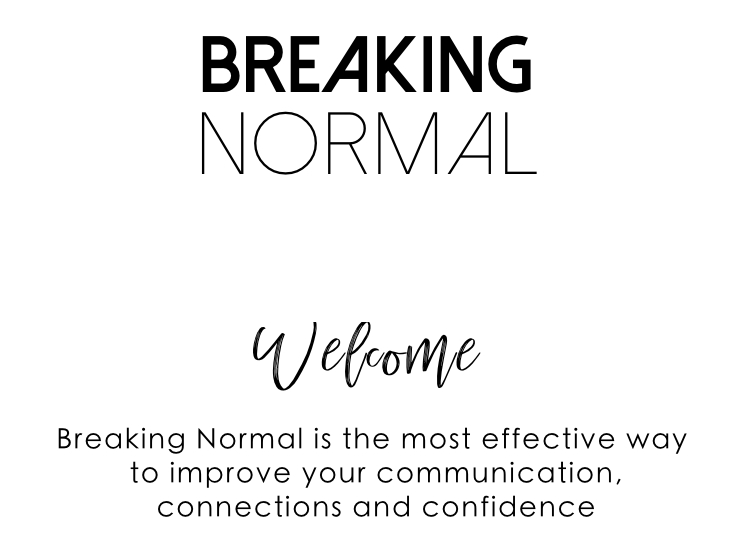 BREAKING
NORMAL
Welcome
Breaking Normal is the most effective way
to improve your communication,
connections and confidence